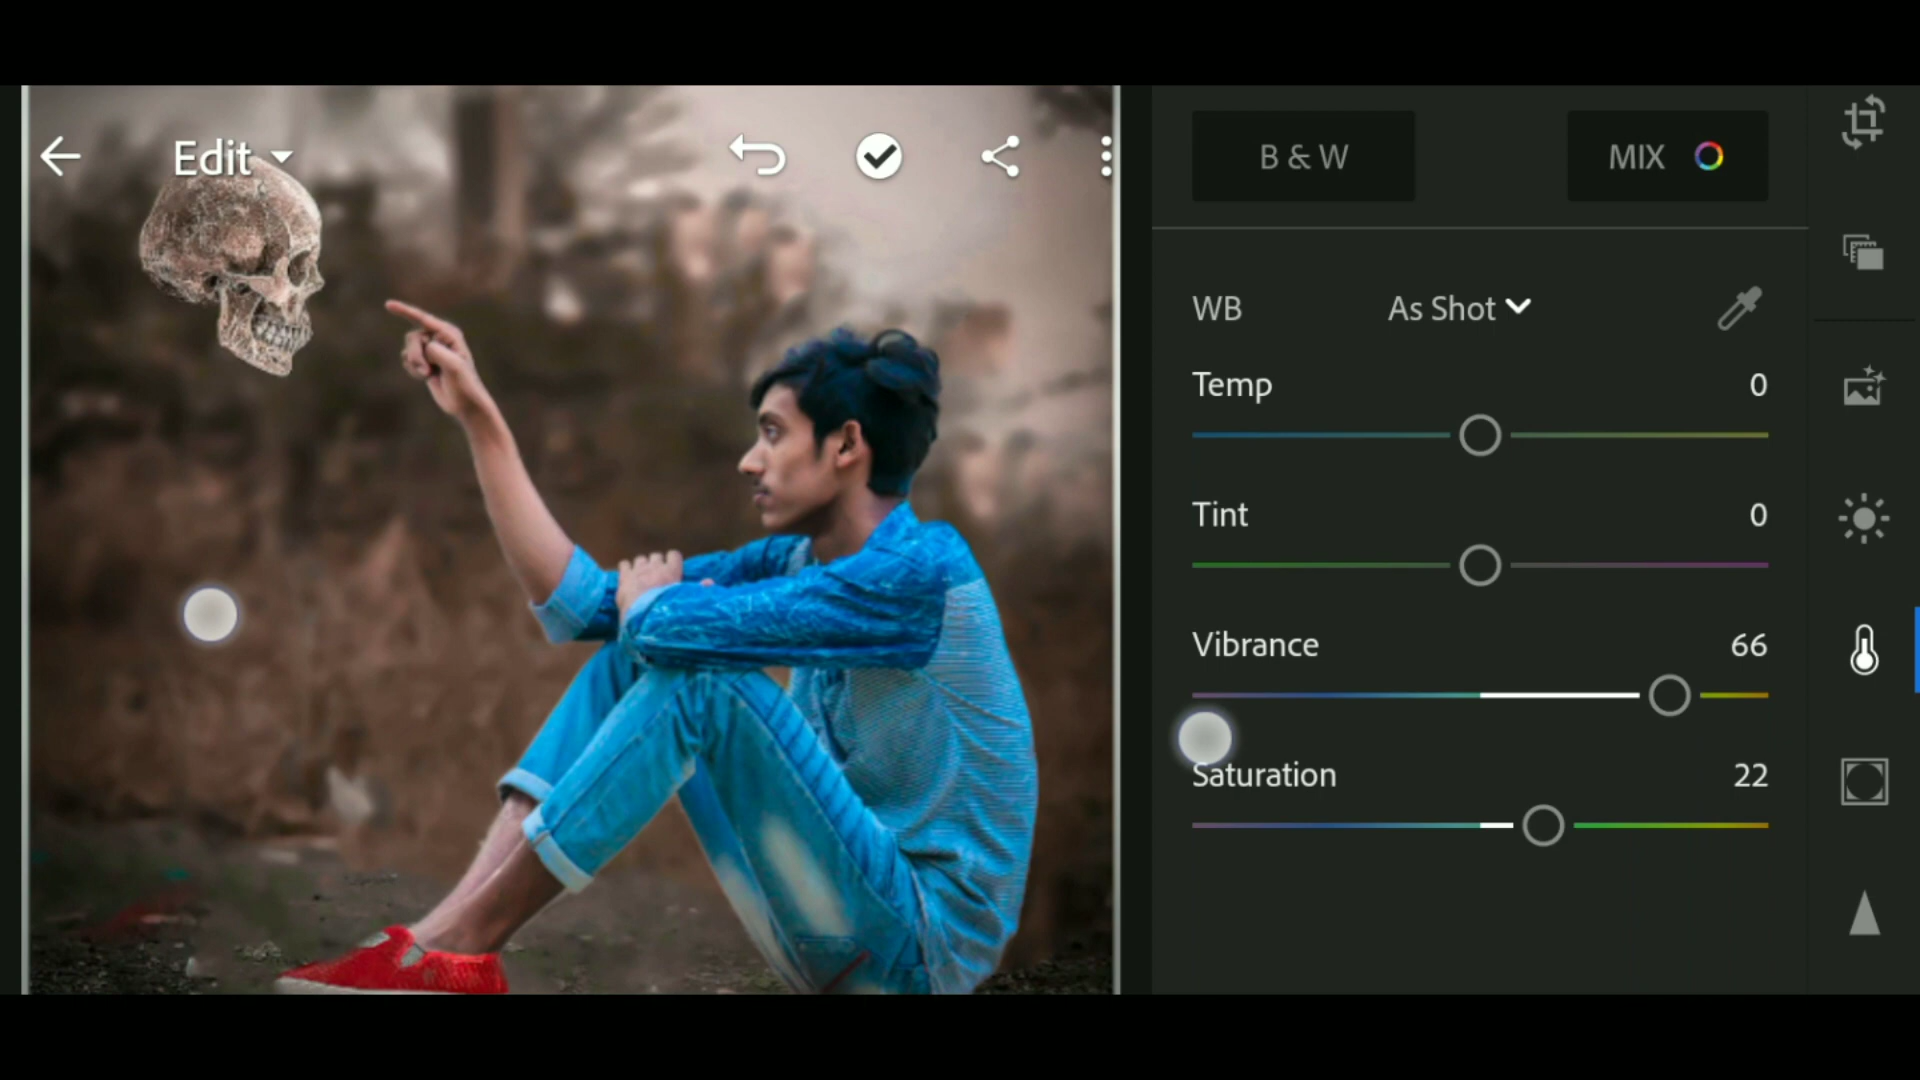 Edit
B & W
MIX
WB
As Shot
Temp
0
Tint
0
Vibrance
66
Saturation
22